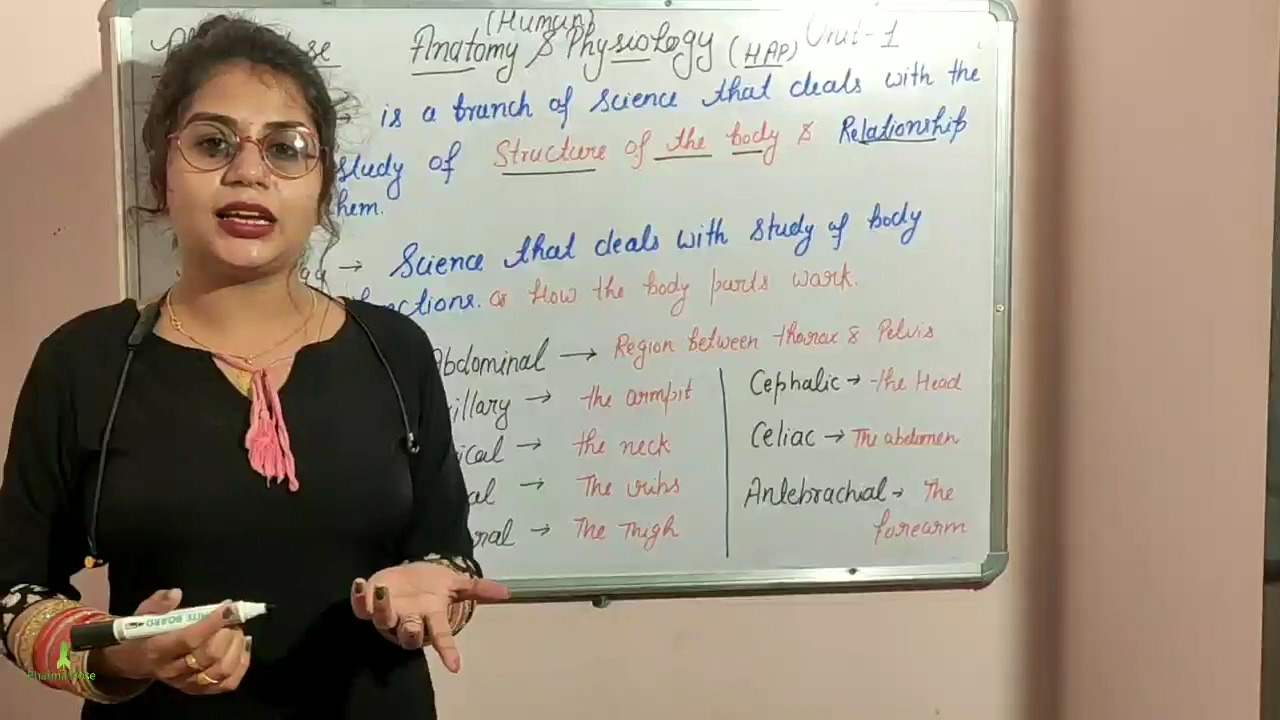 (Human)
Anatomy & Physiology (HAP) Unit-1
→ is a branch of Science that deals with the
study of Structure of the body & Relationship
hem.
→ Science that deals with study of body
ctions. or How the body parts work.
Abdominal → Region between thorax & Pelvis
illary → the armpit
ical → the neck
al → The ribs
oral → The Thigh
Cephalic → the Head
Celiac → The abdomen
Antebrachial → The
forearm
Pharma Dose